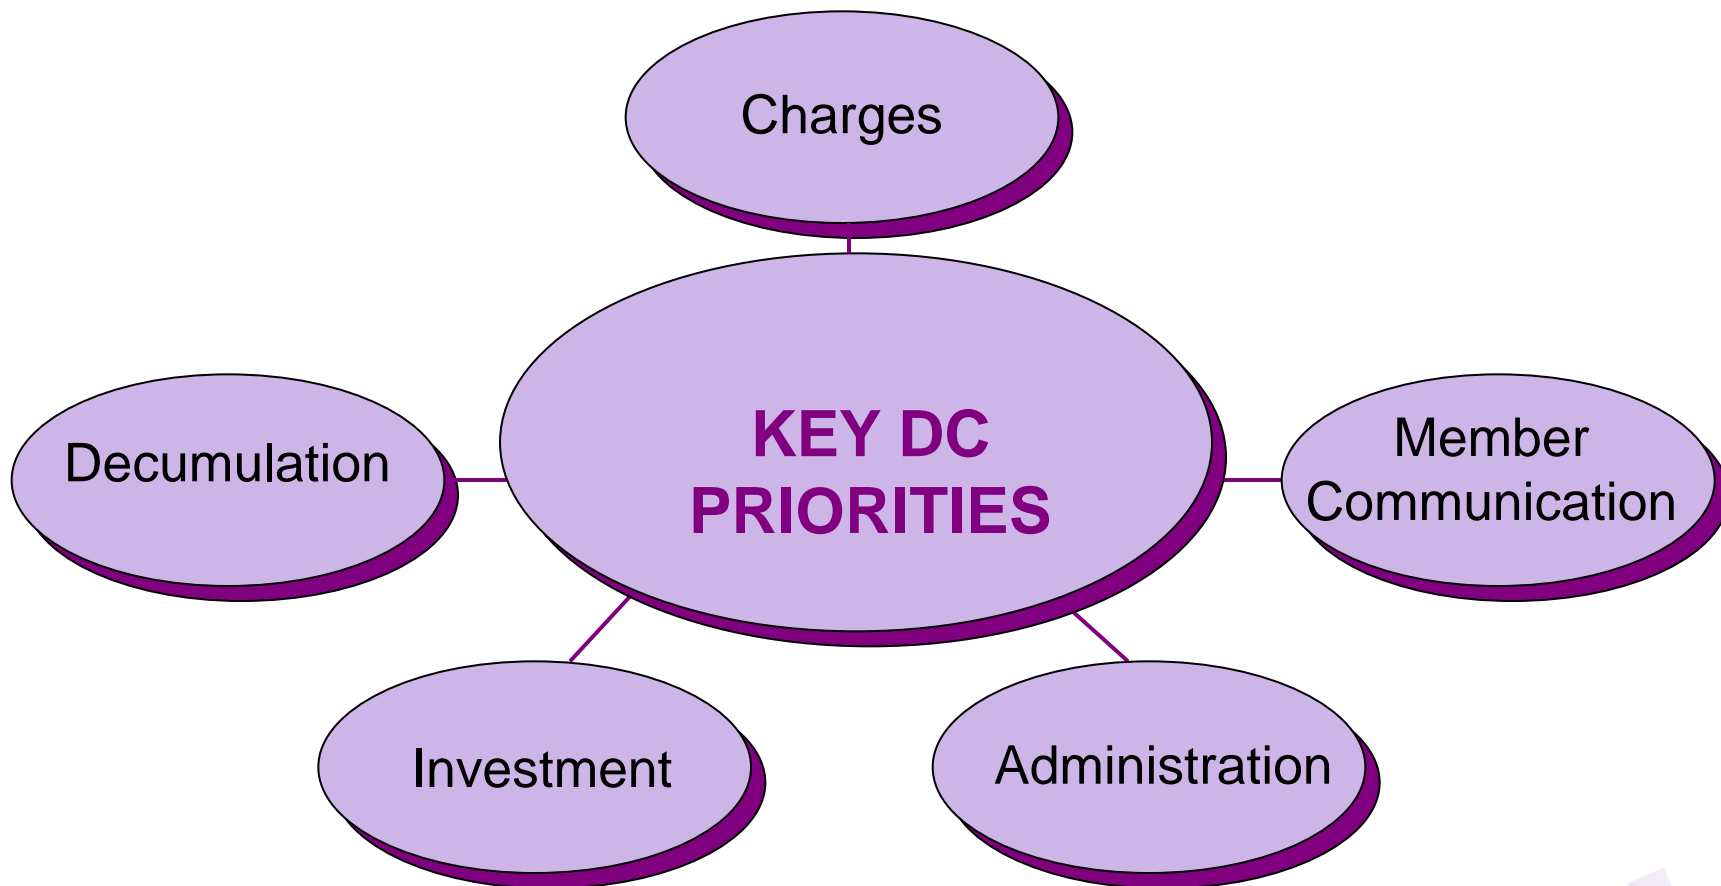 Charges
KEY DC
PRIORITIES
Decumulation
Member
Communication
Investment
Administration